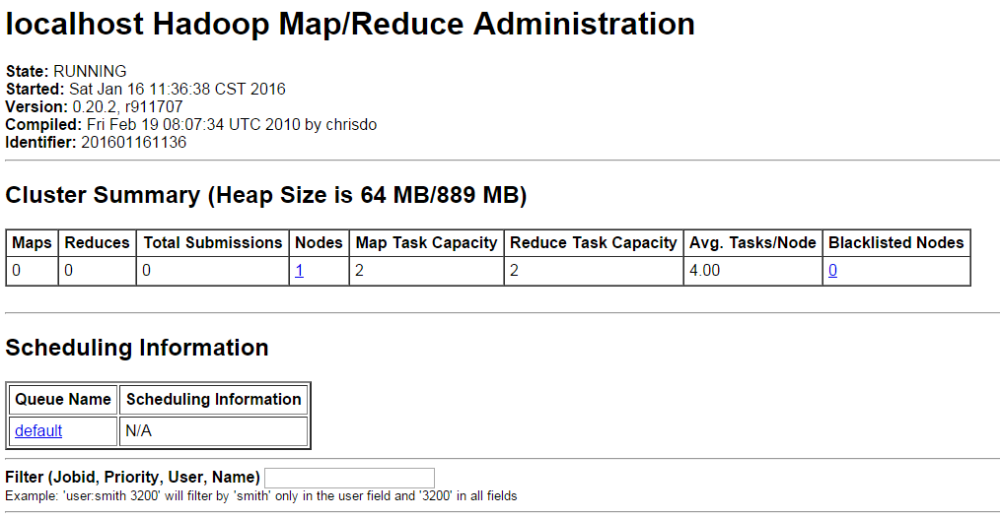 localhost Hadoop Map/Reduce Administration
State: RUNNING
Started: Sat Jan 16 11:36:38 CST 2016
Version: 0.20.2, r911707
Compiled: Fri Feb 19 08:07:34 UTC 2010 by chrisdo
Identifier: 201601161136
Cluster Summary (Heap Size is 64 MB/889 MB)
Maps Reduces Total Submissions Nodes Map Task Capacity Reduce Task Capacity Avg. Tasks/Node Blacklisted Nodes
0 0 0 1 2 2 4.00 0
Scheduling Information
Queue Name Scheduling Information
default N/A
Filter (Jobid, Priority, User, Name)
Example: 'user:smith 3200' will filter by 'smith' only in the user field and '3200' in all fields